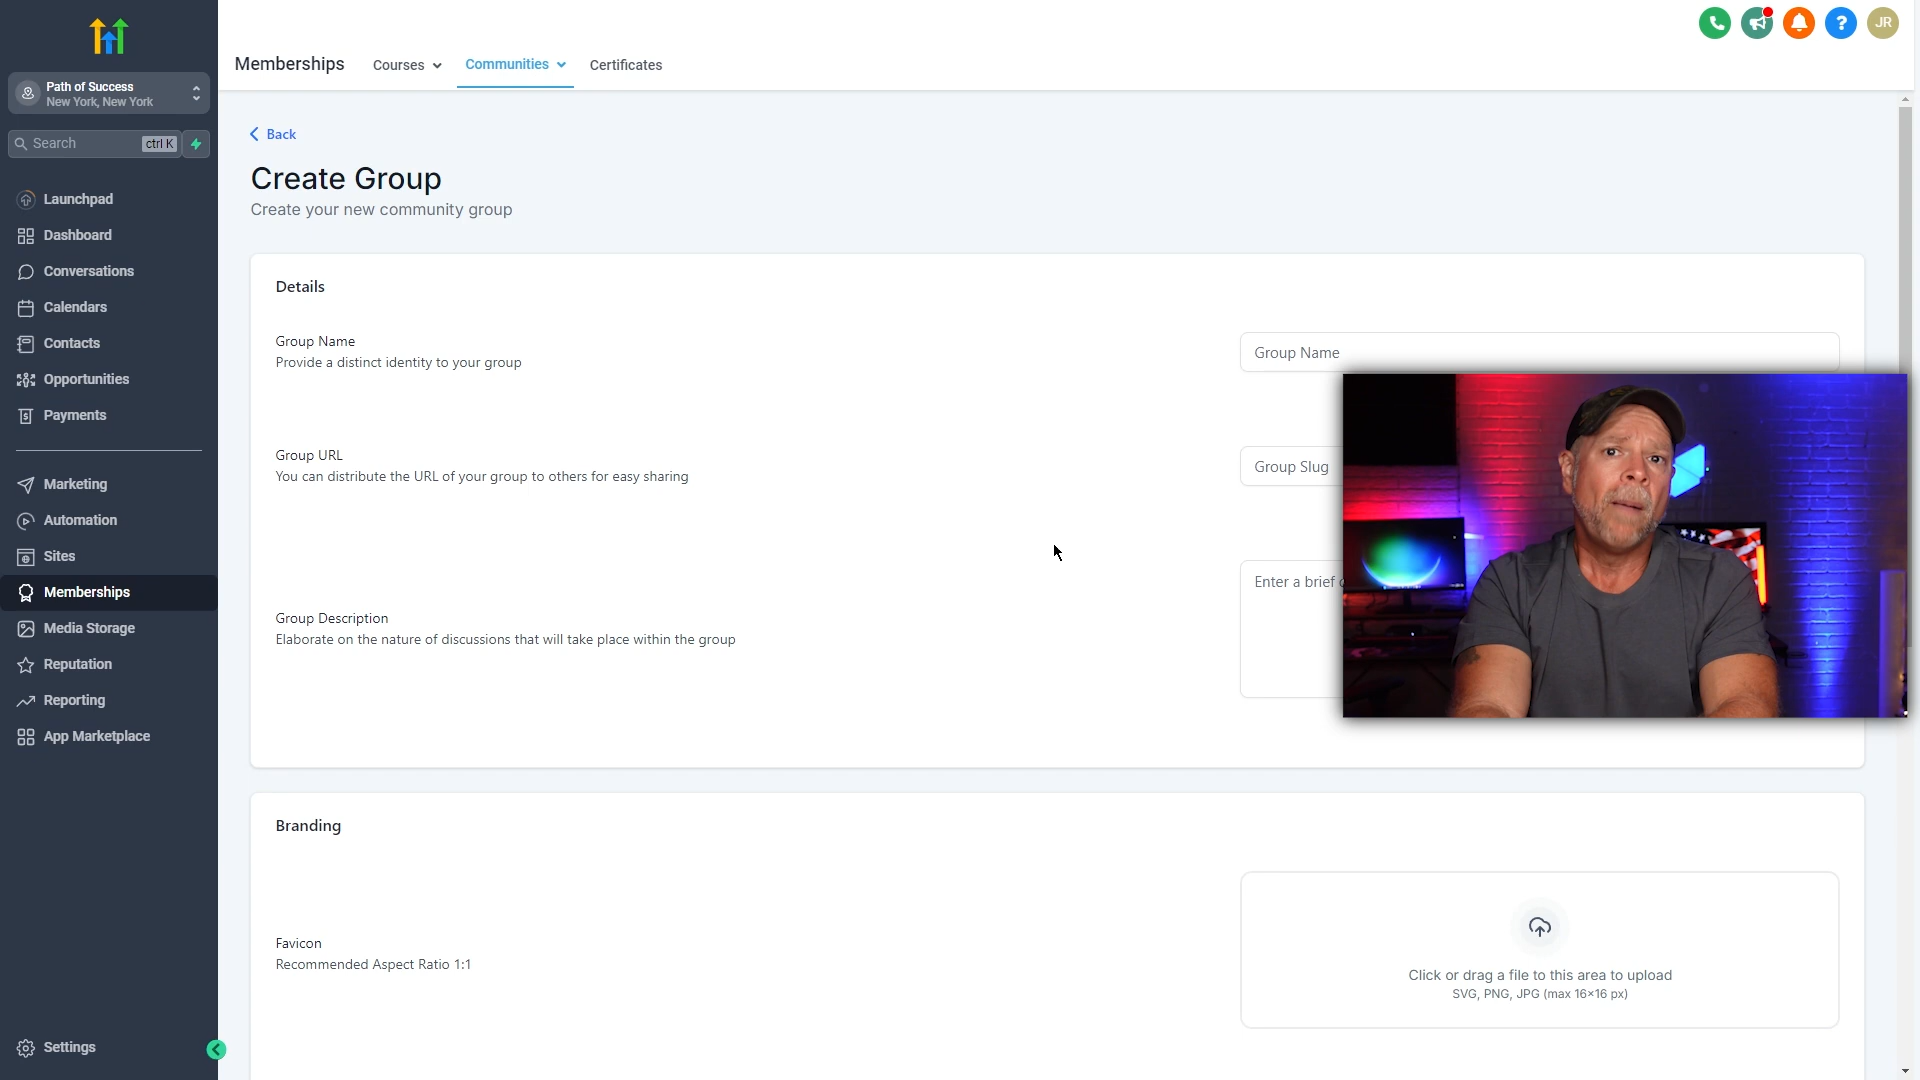 JR
Memberships
Courses
Communities
Certificates
Path of Success
New York, New York
Search
ctrl K
Launchpad
Dashboard
Conversations
Calendars
Contacts
Opportunities
Payments
Marketing
Automation
Sites
Memberships
Media Storage
Reputation
Reporting
App Marketplace
Settings
Back
Create Group
Create your new community group
Details
Group Name
Provide a distinct identity to your group
Group Name
Group URL
You can distribute the URL of your group to others for easy sharing
Group Slug
Group Description
Elaborate on the nature of discussions that will take place within the group
Enter a brief
Branding
Favicon
Recommended Aspect Ratio 1:1
Click or drag a file to this area to upload
SVG, PNG, JPG (max 16×16 px)